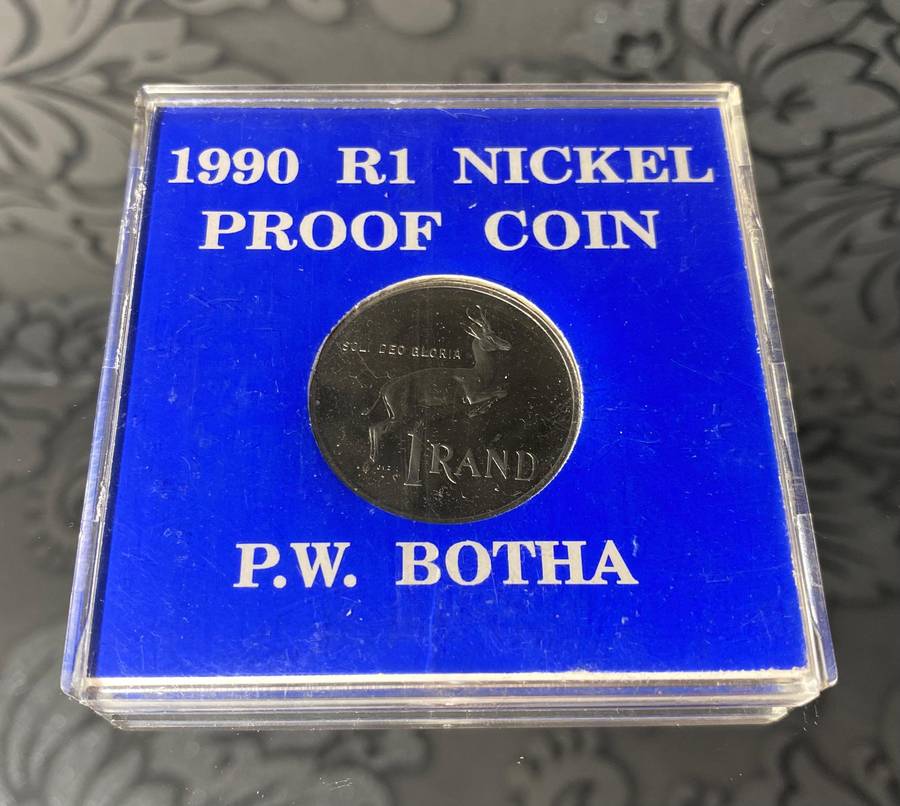 1990 R1 NICKEL
PROOF COIN
SOLI DEO GLORIA
1 RAND
P.W. BOTHA